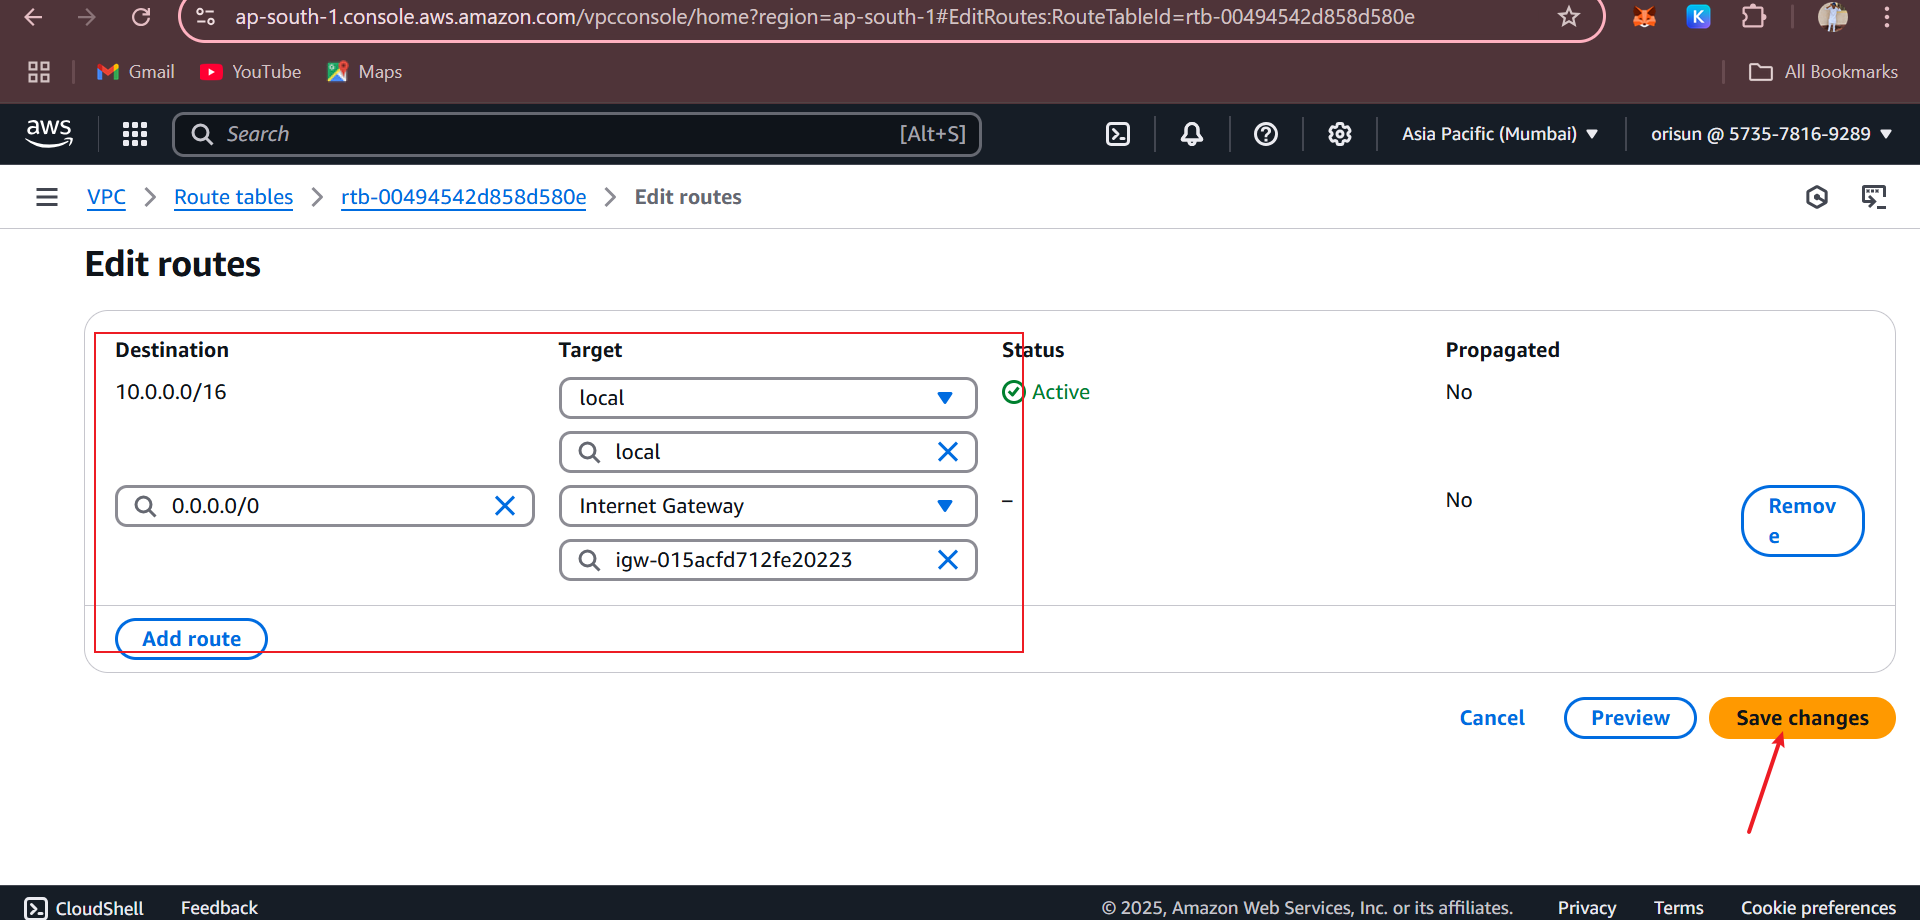 ap-south-1.console.aws.amazon.com/vpcconsole/home?region=ap-south-1#EditRoutes:RouteTableId=rtb-00494542d858d580e
K
Gmail YouTube Maps All Bookmarks
aws Search [Alt+S] Asia Pacific (Mumbai) orisun @ 5735-7816-9289
VPC Route tables rtb-00494542d858d580e Edit routes
Edit routes
Destination Target Status Propagated
10.0.0.0/16 local Active No
local
0.0.0.0/0 Internet Gateway – No Remov
e
igw-015acfd712fe20223
Add route
Cancel Preview Save changes
CloudShell Feedback © 2025, Amazon Web Services, Inc. or its affiliates. Privacy Terms Cookie preferences